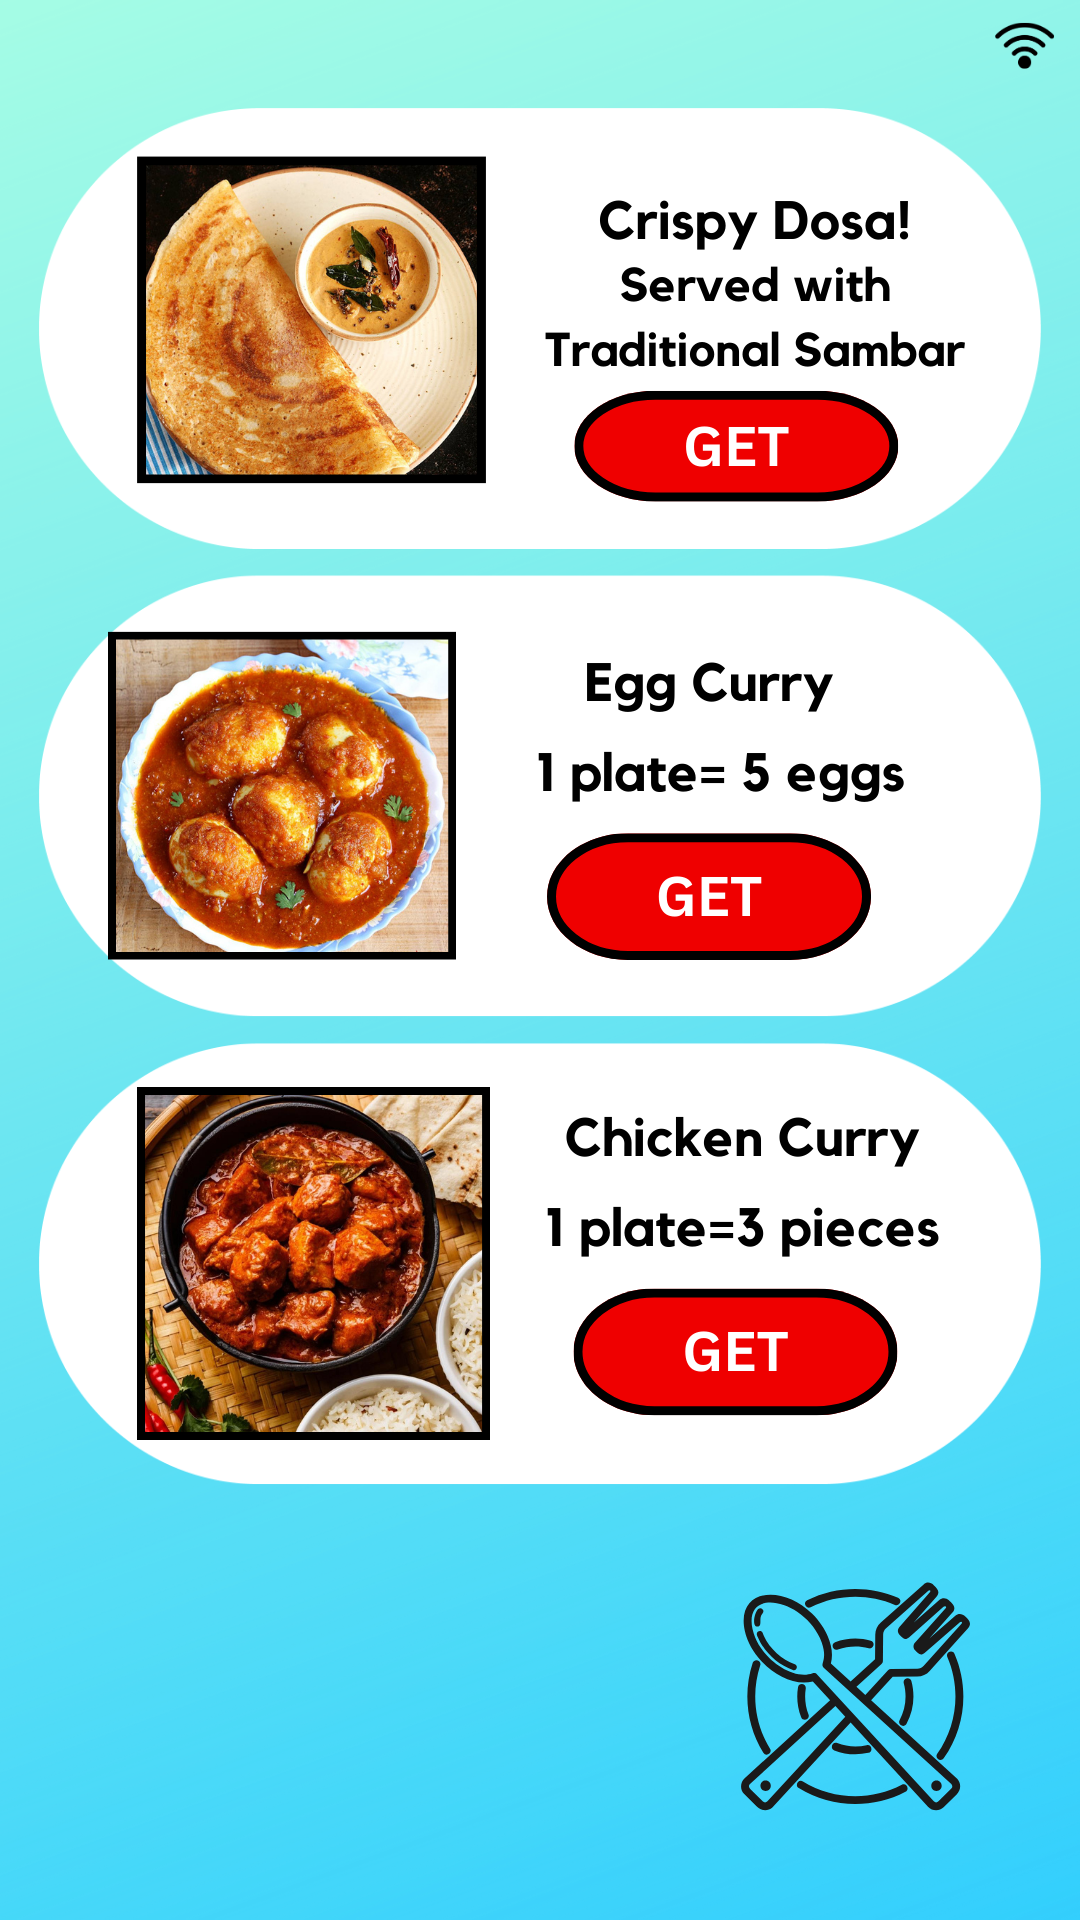 Crispy Dosa!
Served with
Traditional Sambar
GET
Egg Curry
1 plate= 5 eggs
GET
Chicken Curry
1 plate=3 pieces
GET